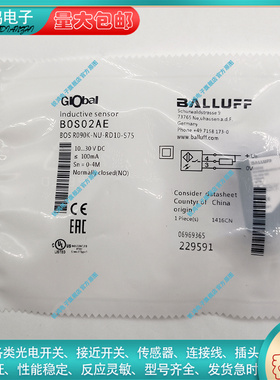 易电子
量大包邮
Global
Inductive sensor
BOS02AE
BOS R090K-NU-RD10-S75
10...30 V DC
≤ 100mA
Sn = 0-4M
Normally closed(NO)
EAC
BALLUFF
Schurwaldstrasse 9
73765 Neuhausen a.d.F.
Germany
Phone +49 7158 173-0
www.balluff.com
Consider datasheet
Countys of China
origin
1 Piece(s) 1416CN
06969365
229591
各类光电开关、接近开关、传感器、连接线、插头
证、性能稳定、反应灵敏、型号齐全、发货急时